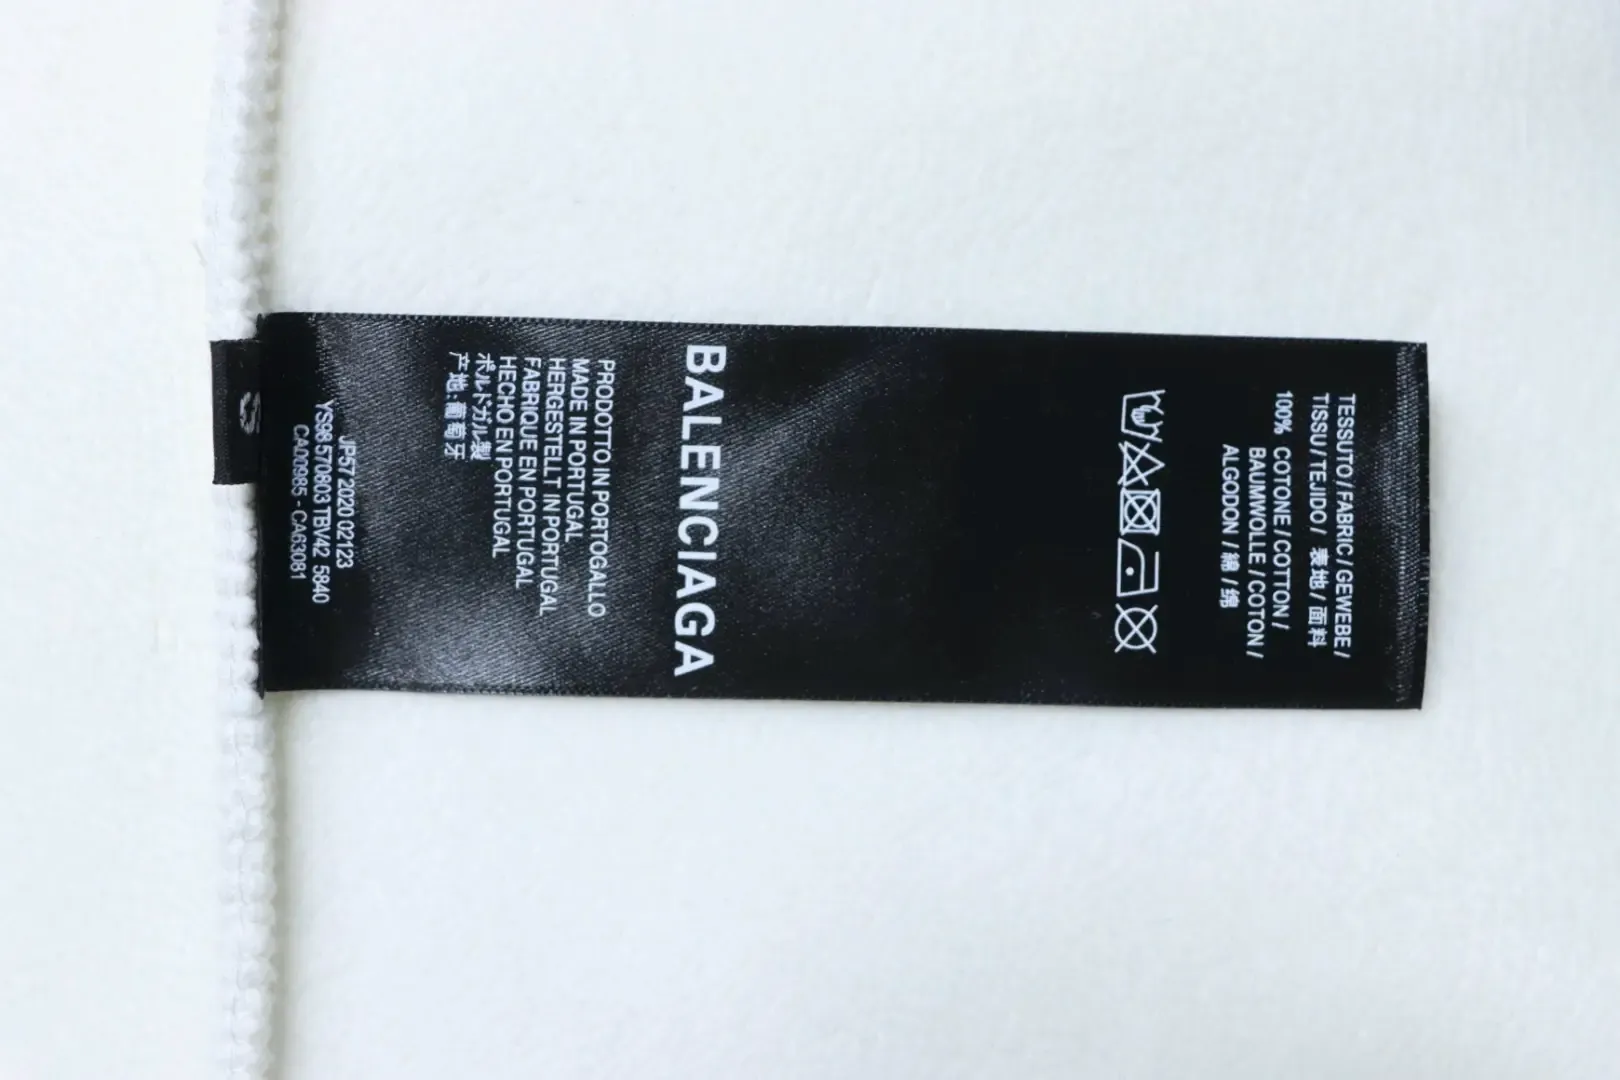 TESSUTO / FABRIC / GEWEBE /
TISSU / TEJIDO / 表地 / 面料
100% COTONE / COTTON /
BAUMWOLLE / COTON /
ALGODON / 綿 / 绵
BALENCIAGA
PRODOTTO IN PORTOGALLO
MADE IN PORTUGAL
HERGESTELLT IN PORTUGAL
FABRIQUE EN PORTUGAL
HECHO EN PORTUGAL
ポルトガル製
产地:葡萄牙
JP57 2020 02123
YS98 570803 TBV42 5840
CA00985 - CA63081
S